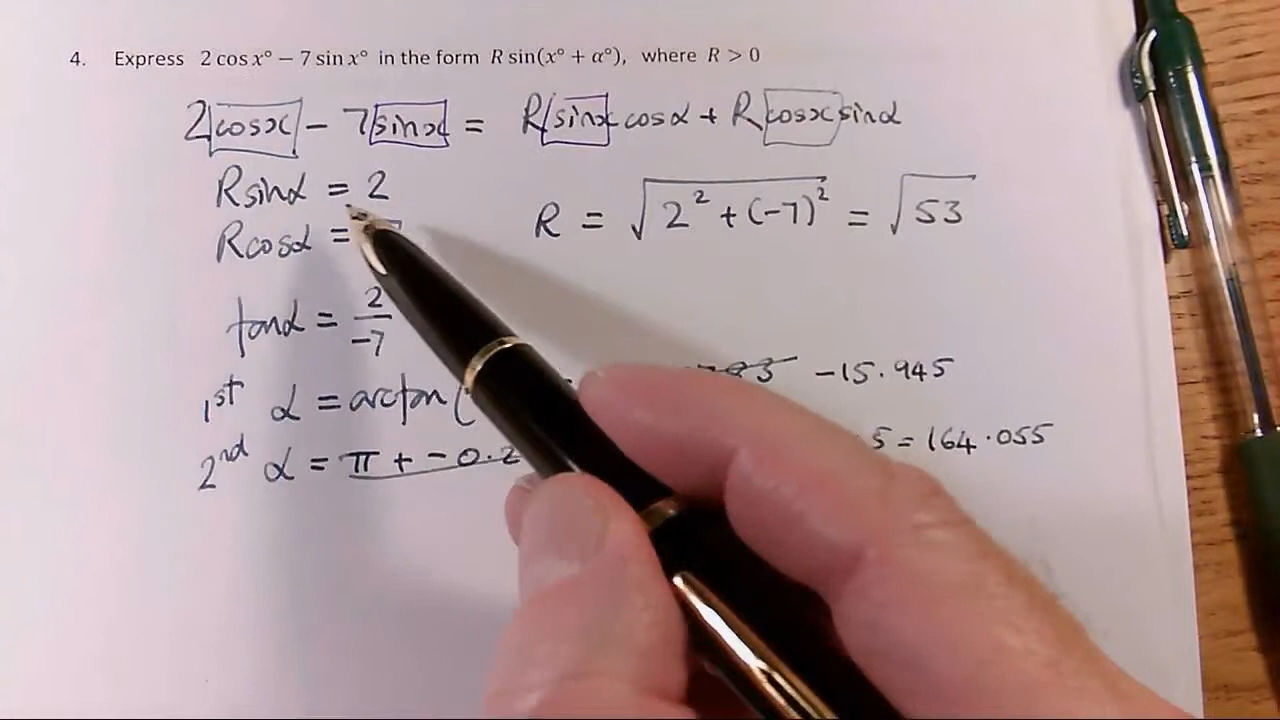 4. Express 2 cos x° − 7 sin x° in the form R sin(x° + α°), where R > 0
2cosx - 7sinx = Rsinx cosα + Rcosx sinα
Rsinα = 2
R = √2² + (-7)² = √53
Rcosα =
tanα = 2/-7
1st α = arctan( -15.945
2nd α = π + - 0.2 5 = 164.055